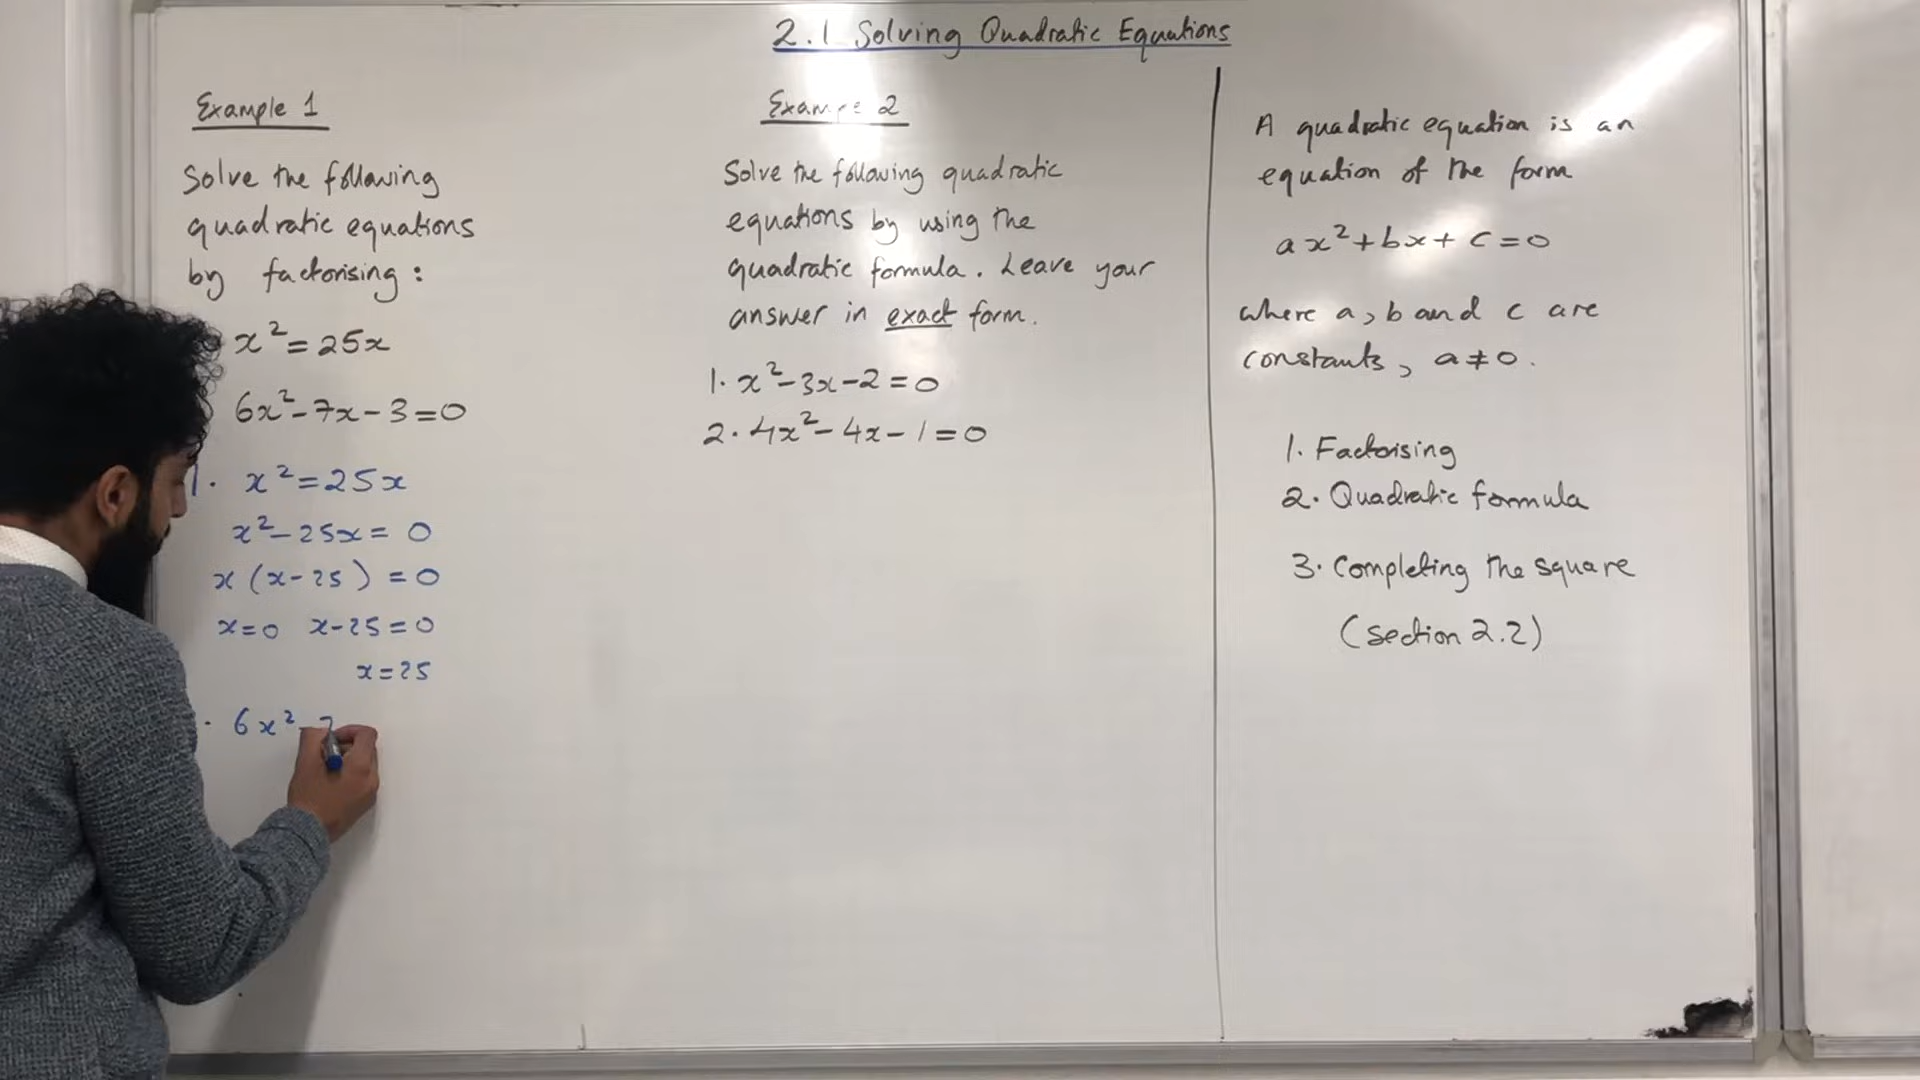 2.1 Solving Quadratic Equations
Example 1
Solve the following
quadratic equations
by factorising:
x²=25x
6x²-7x-3=0
1. x²=25x
x²-25x=0
x(x-25)=0
x=0 x-25=0
x=25
. 6x²-7
Example 2
Solve the following quadratic
equations by using the
quadratic formula. Leave your
answer in exact form.
1. x²-3x-2=0
2. 4x²-4x-1=0
A quadratic equation is an
equation of the form
ax²+bx+c=0
where a, b and c are
constants, a≠0.
1. Factorising
2. Quadratic formula
3. Completing the square
(section 2.2)